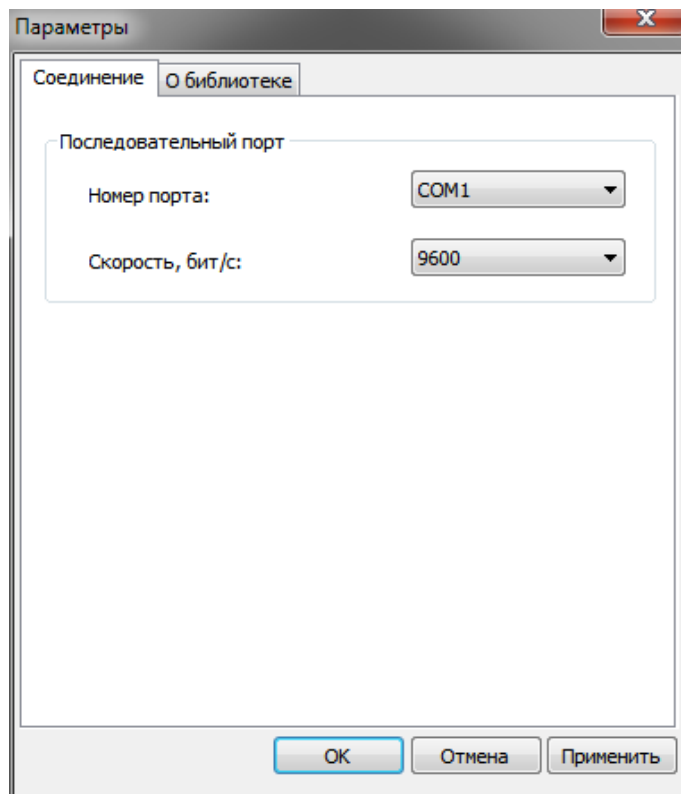 Параметры
Соединение О библиотеке
Последовательный порт
Номер порта: COM1
Скорость, бит/с: 9600
OK Отмена Применить